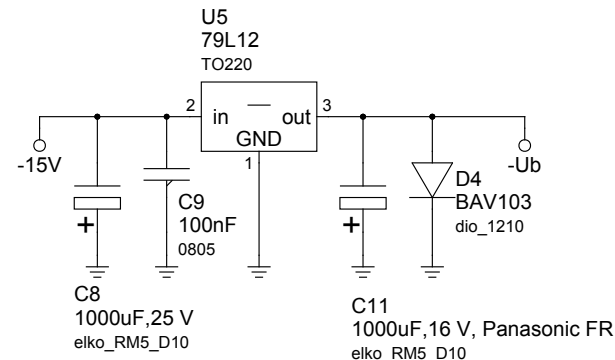 U5
79L12
TO220
2
in
out
3
GND
1
-15V
-Ub
+
C9
100nF
0805
+
D4
BAV103
dio_1210
C8
1000uF,25 V
elko_RM5_D10
C11
1000uF,16 V, Panasonic FR
elko_RM5_D10